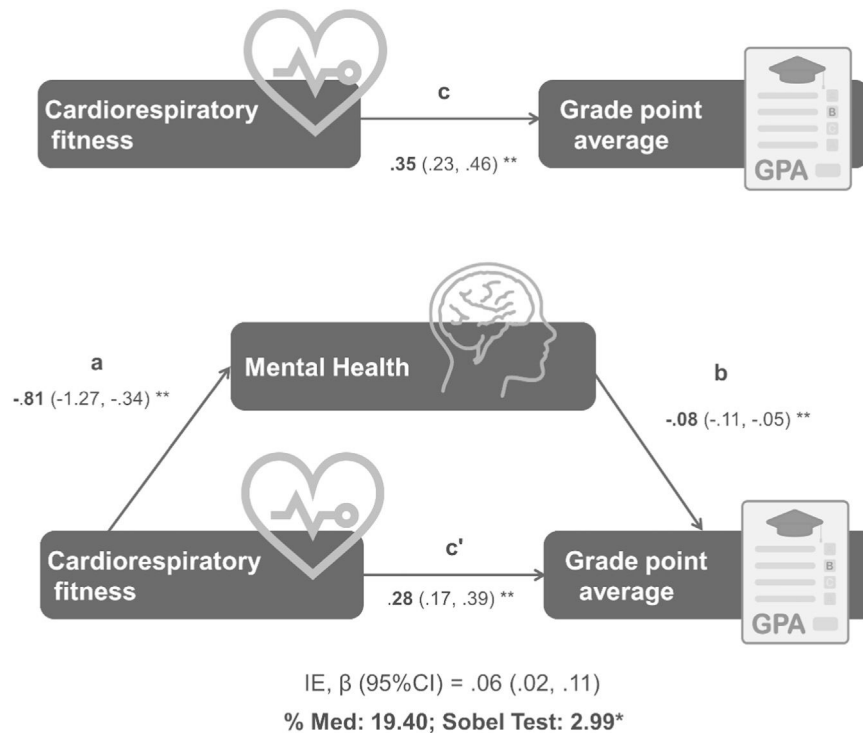 c
Cardiorespiratory
fitness
Grade point
average
B
C
GPA
.35 (.23, .46) **
Mental Health
a
-.81 (-1.27, -.34) **
b
-.08 (-.11, -.05) **
Cardiorespiratory
fitness
c'
.28 (.17, .39) **
Grade point
average
B
C
GPA
IE, β (95%CI) = .06 (.02, .11)
% Med: 19.40; Sobel Test: 2.99*